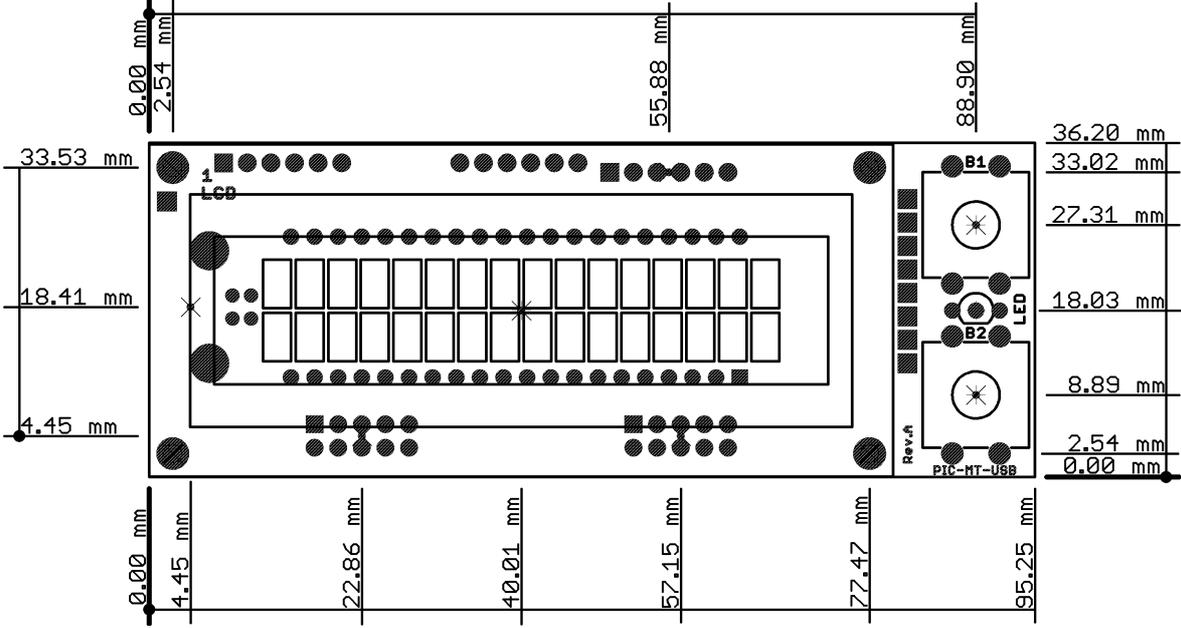 0.00 mm
2.54 mm
55.88 mm
88.90 mm
36.20 mm
33.53 mm
33.02 mm
B1
1
LCD
27.31 mm
18.41 mm
18.03 mm
LED
B2
8.89 mm
4.45 mm
Rev.A
2.54 mm
PIC-MT-USB
0.00 mm
0.00 mm
4.45 mm
22.86 mm
40.01 mm
57.15 mm
77.47 mm
95.25 mm